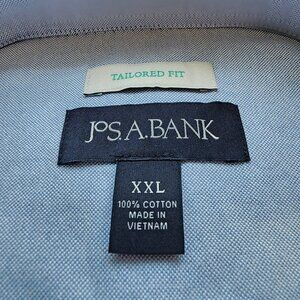 TAILORED FIT
JOS.A.BANK
XXL
100% COTTON
MADE IN
VIETNAM